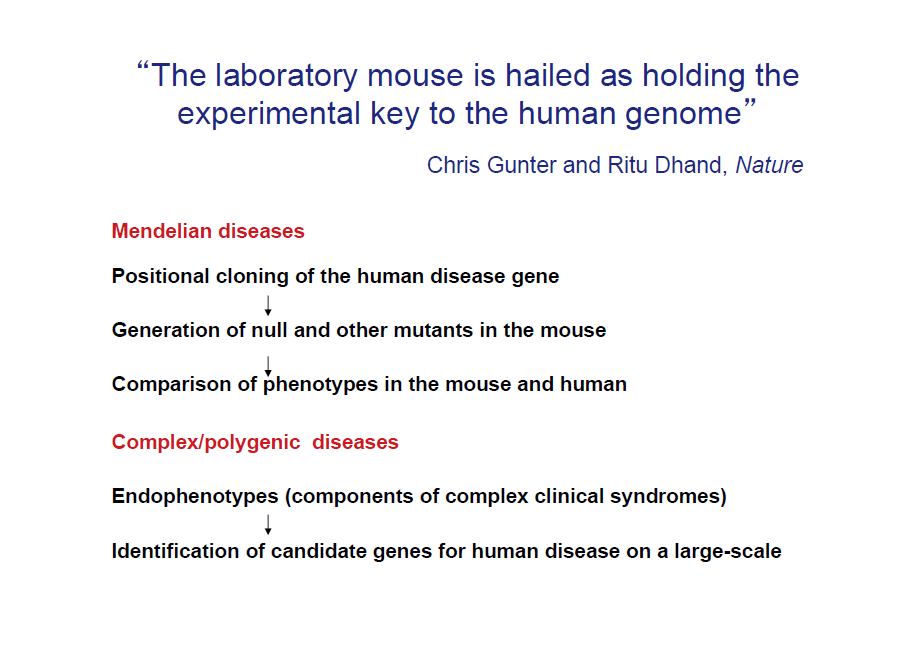 “The laboratory mouse is hailed as holding the
experimental key to the human genome”
Chris Gunter and Ritu Dhand, Nature
Mendelian diseases
Positional cloning of the human disease gene
Generation of null and other mutants in the mouse
Comparison of phenotypes in the mouse and human
Complex/polygenic  diseases
Endophenotypes (components of complex clinical syndromes)
Identification of candidate genes for human disease on a large-scale